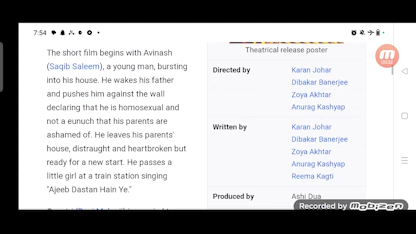 7:54
The short film begins with Avinash
(Saqib Saleem), a young man, bursting
into his house. He wakes his father
and pushes him against the wall
declaring that he is homosexual and
not a eunuch that his parents are
ashamed of. He leaves his parents'
house, distraught and heartbroken but
ready for a new start. He passes a
little girl at a train station singing
"Ajeeb Dastan Hain Ye."
Theatrical release poster
Directed by Karan Johar
Dibakar Banerjee
Zoya Akhtar
Anurag Kashyap
Written by Karan Johar
Dibakar Banerjee
Zoya Akhtar
Anurag Kashyap
Reema Kagti
Produced by Ashi Dua
Recorded by MOBIZEN